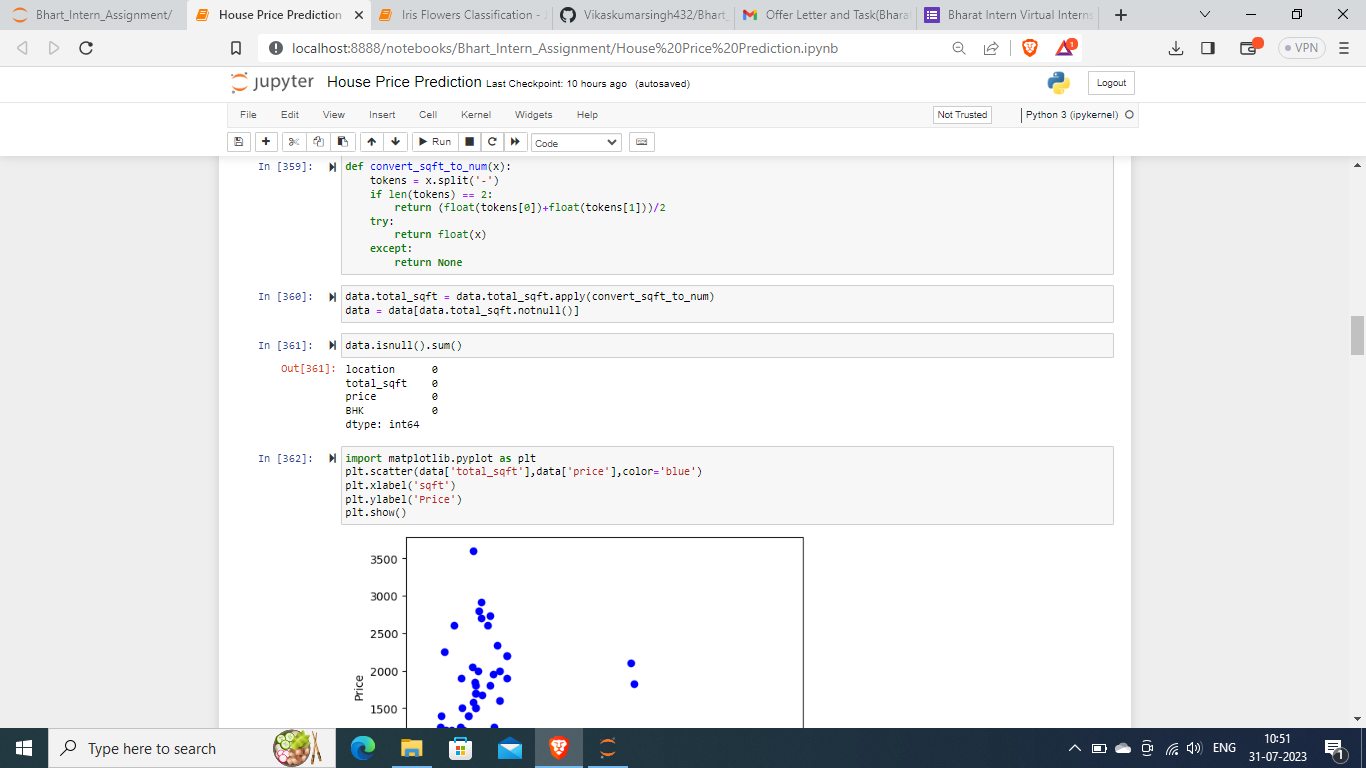 Bhart_Intern_Assignment/
House Price Prediction
Iris Flowers Classification -
Vikaskumarsingh432/Bhart_
Offer Letter and Task(Bhara
Bharat Intern Virtual Interns
localhost:8888/notebooks/Bhart_Intern_Assignment/House%20Price%20Prediction.ipynb
1
VPN
jupyter House Price Prediction Last Checkpoint: 10 hours ago (autosaved)
Logout
File Edit View Insert Cell Kernel Widgets Help
Not Trusted
Python 3 (ipykernel)
Run
Code
In [359]:
def convert_sqft_to_num(x):
    tokens = x.split('-')
    if len(tokens) == 2:
        return (float(tokens[0])+float(tokens[1]))/2
    try:
        return float(x)
    except:
        return None
In [360]:
data.total_sqft = data.total_sqft.apply(convert_sqft_to_num)
data = data[data.total_sqft.notnull()]
In [361]:
data.isnull().sum()
Out[361]:
location 0
total_sqft 0
price 0
BHK 0
dtype: int64
In [362]:
import matplotlib.pyplot as plt
plt.scatter(data['total_sqft'],data['price'],color='blue')
plt.xlabel('sqft')
plt.ylabel('Price')
plt.show()
3500
3000
2500
2000
1500
Price
Type here to search
ENG
10:51
31-07-2023
1